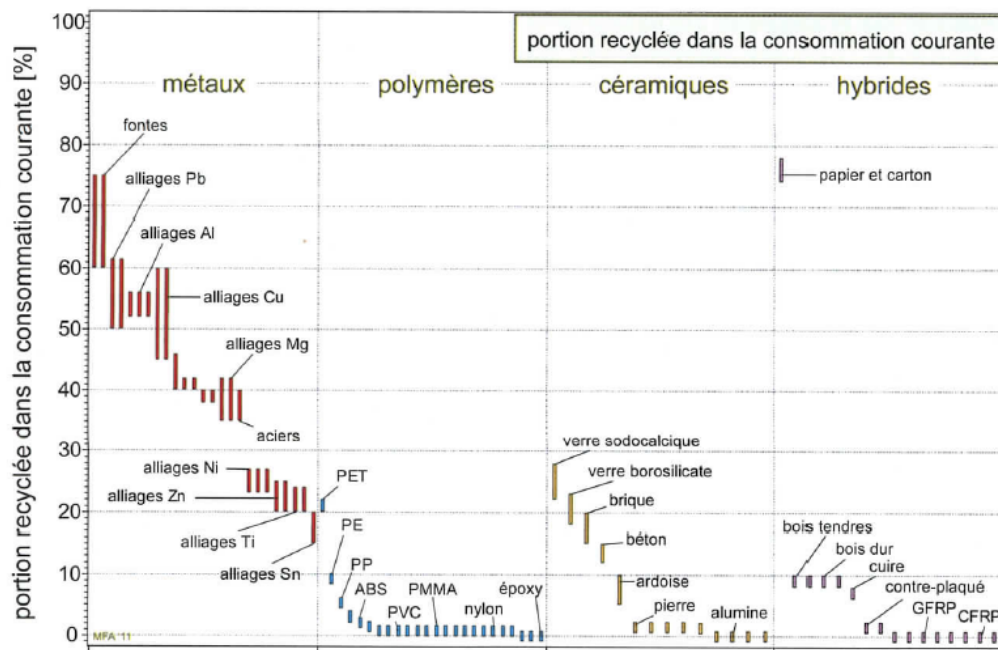 portion recyclée dans la consommation courante [%]
portion recyclée dans la consommation courante
métaux
polymères
céramiques
hybrides
100
90
80
70
60
50
40
30
20
10
0
fontes
alliages Pb
alliages Al
alliages Cu
alliages Mg
aciers
alliages Ni
alliages Zn
alliages Ti
alliages Sn
PET
PE
PP
ABS
PVC
PMMA
nylon
époxy
verre sodocalcique
verre borosilicate
brique
béton
ardoise
pierre
alumine
papier et carton
bois tendres
bois dur
cuire
contre-plaqué
GFRP
CFRP
MFA '11